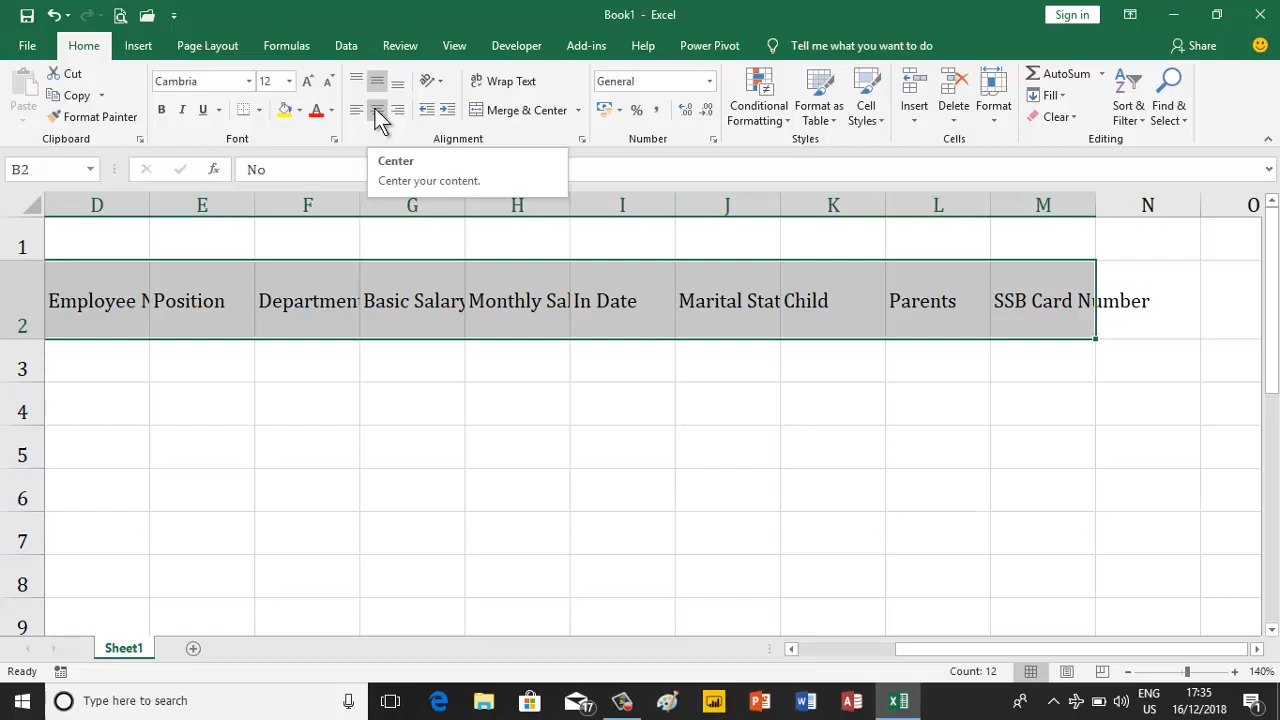 Book1 - Excel
Sign in
File Home Insert Page Layout Formulas Data Review View Developer Add-ins Help Power Pivot Tell me what you want to do Share
Paste
Cut
Copy
Format Painter
Clipboard
Cambria 12
B I U A
Font
Wrap Text
Merge & Center
Alignment
General
%
Number
Conditional Formatting
Format as Table
Cell Styles
Styles
Insert
Delete
Format
Cells
AutoSum
Fill
Clear
Sort & Filter
Find & Select
Editing
B2 fx No
Center
Center your content.
D E F G H I J K L M N O
1
2 Employee N Position Departmen Basic Salary Monthly Sal In Date Marital Stat Child Parents SSB Card Number
3
4
5
6
7
8
9
Sheet1
Ready Count: 12 140%
Type here to search
17
ENG
US
17:35
16/12/2018
1